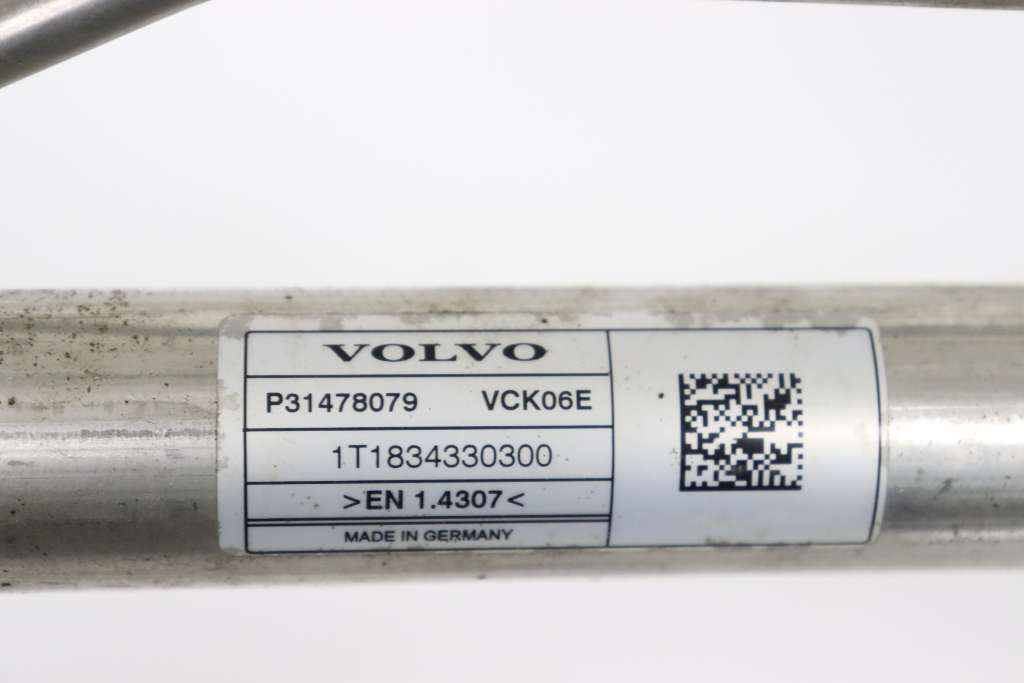 VOLVO
P31478079 VCK06E
1T1834330300
>EN 1.4307<
MADE IN GERMANY